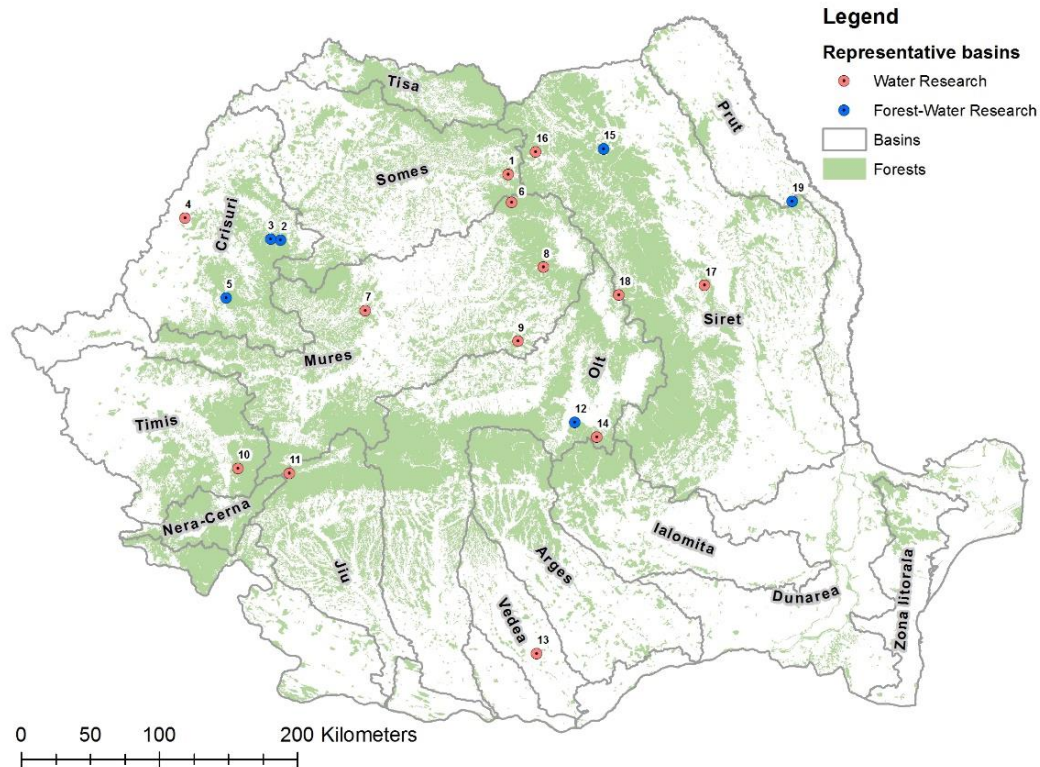 Legend
Representative basins
Water Research
Forest-Water Research
Basins
Forests
Tisa
Prut
15
16
1
Somes
6
19
4
Crisuri
3 2
8
17
18
5
7
Siret
9
Mures
Olt
12
14
Timis
10
11
Nera-Cerna
Ialomita
Jiu
Arges
Dunarea
Zona litorala
Vedea
13
0 50 100 200 Kilometers